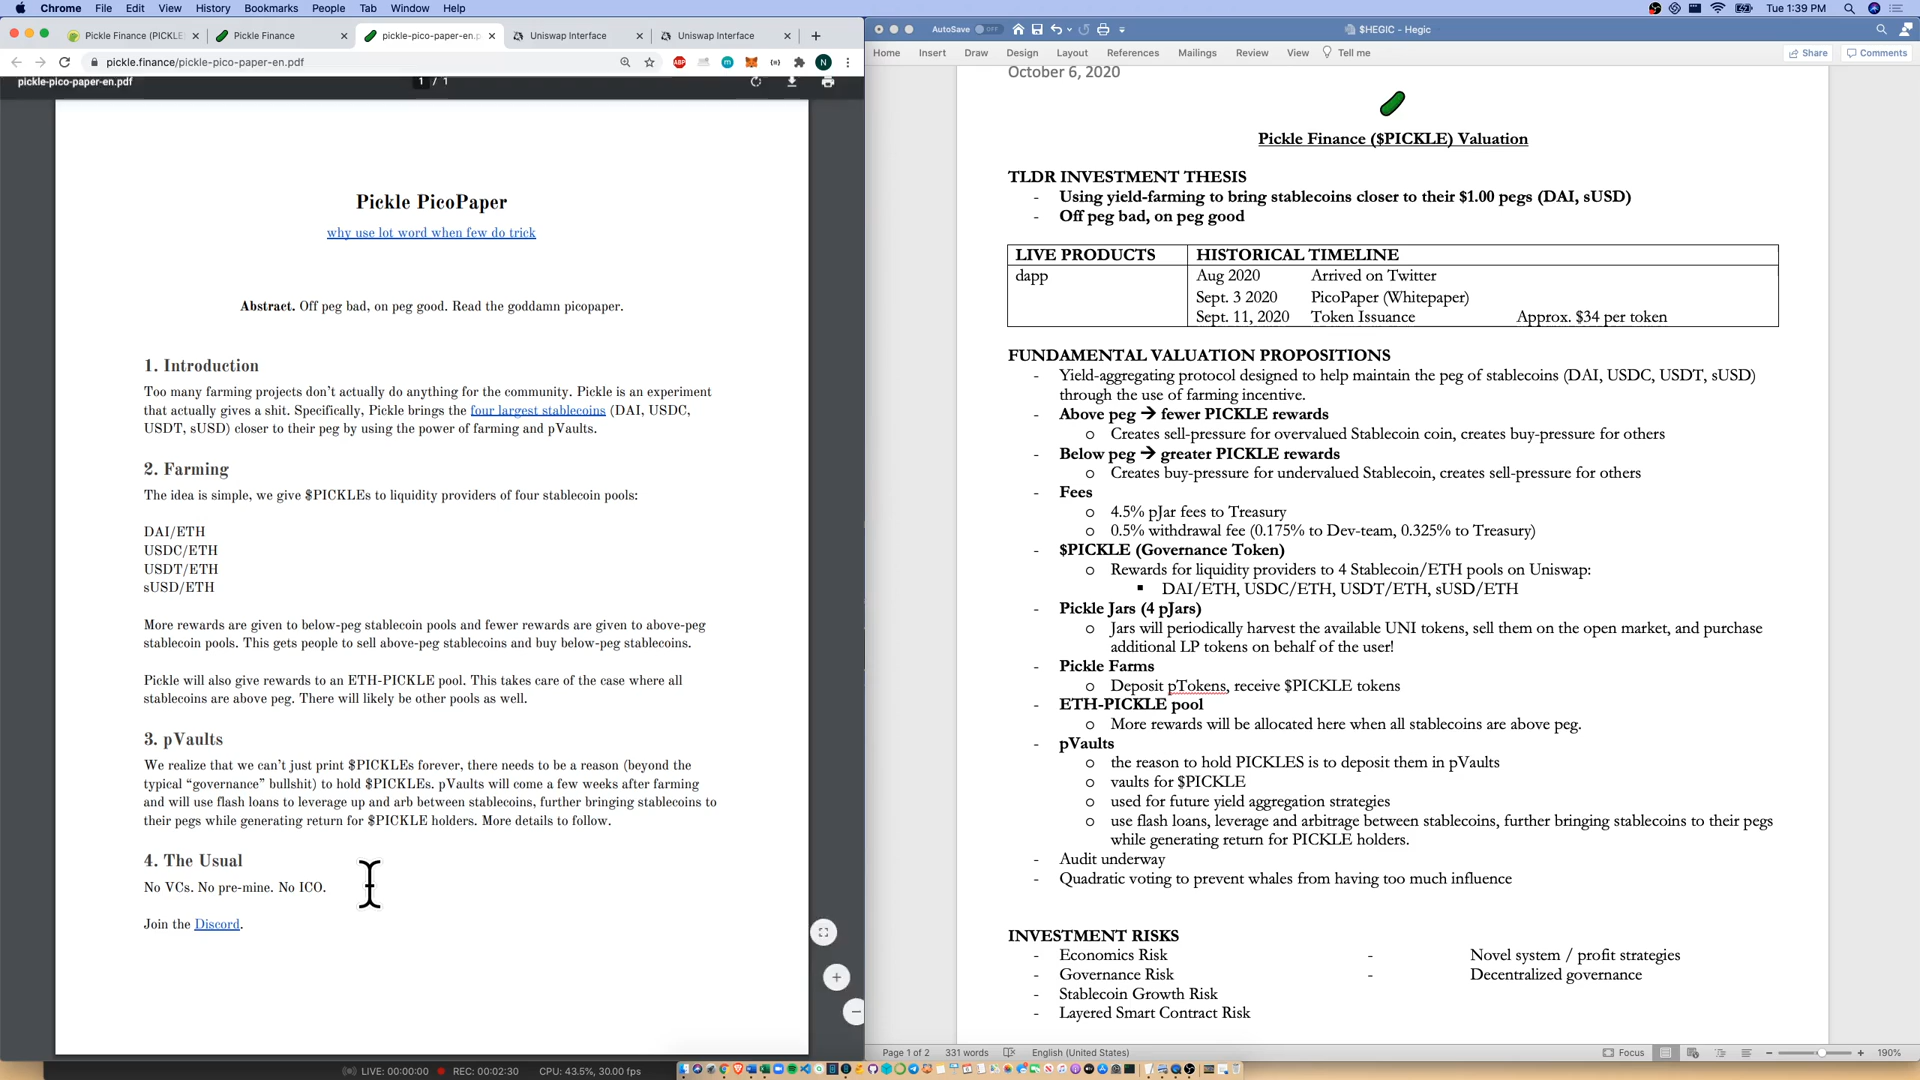 Chrome File Edit View History Bookmarks People Tab Window Help Tue 1:39 PM
Pickle Finance (PICKLE) × Pickle Finance × pickle-pico-paper-en.p × Uniswap Interface × Uniswap Interface × +
AutoSave OFF $HEGIC - Hegic
pickle.finance/pickle-pico-paper-en.pdf
Home Insert Draw Design Layout References Mailings Review View Tell me Share Comments
pickle-pico-paper-en.pdf 1 / 1
Pickle PicoPaper
why use lot word when few do trick
Abstract. Off peg bad, on peg good. Read the goddamn picopaper.
1. Introduction
Too many farming projects don’t actually do anything for the community. Pickle is an experiment
that actually gives a shit. Specifically, Pickle brings the four largest stablecoins (DAI, USDC,
USDT, sUSD) closer to their peg by using the power of farming and pVaults.
2. Farming
The idea is simple, we give $PICKLEs to liquidity providers of four stablecoin pools:
DAI/ETH
USDC/ETH
USDT/ETH
sUSD/ETH
More rewards are given to below-peg stablecoin pools and fewer rewards are given to above-peg
stablecoin pools. This gets people to sell above-peg stablecoins and buy below-peg stablecoins.
Pickle will also give rewards to an ETH-PICKLE pool. This takes care of the case where all
stablecoins are above peg. There will likely be other pools as well.
3. pVaults
We realize that we can’t just print $PICKLEs forever, there needs to be a reason (beyond the
typical “governance” bullshit) to hold $PICKLEs. pVaults will come a few weeks after farming
and will use flash loans to leverage up and arb between stablecoins, further bringing stablecoins to
their pegs while generating return for $PICKLE holders. More details to follow.
4. The Usual
No VCs. No pre-mine. No ICO.
Join the Discord.
October 6, 2020
Pickle Finance ($PICKLE) Valuation
TLDR INVESTMENT THESIS
- Using yield-farming to bring stablecoins closer to their $1.00 pegs (DAI, sUSD)
- Off peg bad, on peg good
LIVE PRODUCTS HISTORICAL TIMELINE
dapp Aug 2020 Arrived on Twitter
Sept. 3 2020 PicoPaper (Whitepaper)
Sept. 11, 2020 Token Issuance Approx. $34 per token
FUNDAMENTAL VALUATION PROPOSITIONS
- Yield-aggregating protocol designed to help maintain the peg of stablecoins (DAI, USDC, USDT, sUSD)
through the use of farming incentive.
- Above peg → fewer PICKLE rewards
o Creates sell-pressure for overvalued Stablecoin coin, creates buy-pressure for others
- Below peg → greater PICKLE rewards
o Creates buy-pressure for undervalued Stablecoin, creates sell-pressure for others
- Fees
o 4.5% pJar fees to Treasury
o 0.5% withdrawal fee (0.175% to Dev-team, 0.325% to Treasury)
- $PICKLE (Governance Token)
o Rewards for liquidity providers to 4 Stablecoin/ETH pools on Uniswap:
▪ DAI/ETH, USDC/ETH, USDT/ETH, sUSD/ETH
- Pickle Jars (4 pJars)
o Jars will periodically harvest the available UNI tokens, sell them on the open market, and purchase
additional LP tokens on behalf of the user!
- Pickle Farms
o Deposit pTokens, receive $PICKLE tokens
- ETH-PICKLE pool
o More rewards will be allocated here when all stablecoins are above peg.
- pVaults
o the reason to hold PICKLES is to deposit them in pVaults
o vaults for $PICKLE
o used for future yield aggregation strategies
o use flash loans, leverage and arbitrage between stablecoins, further bringing stablecoins to their pegs
while generating return for PICKLE holders.
- Audit underway
- Quadratic voting to prevent whales from having too much influence
INVESTMENT RISKS
- Economics Risk - Novel system / profit strategies
- Governance Risk - Decentralized governance
- Stablecoin Growth Risk
- Layered Smart Contract Risk
Page 1 of 2 331 words English (United States) Focus 190%
LIVE: 00:00:00 REC: 00:02:30 CPU: 43.5%, 30.00 fps